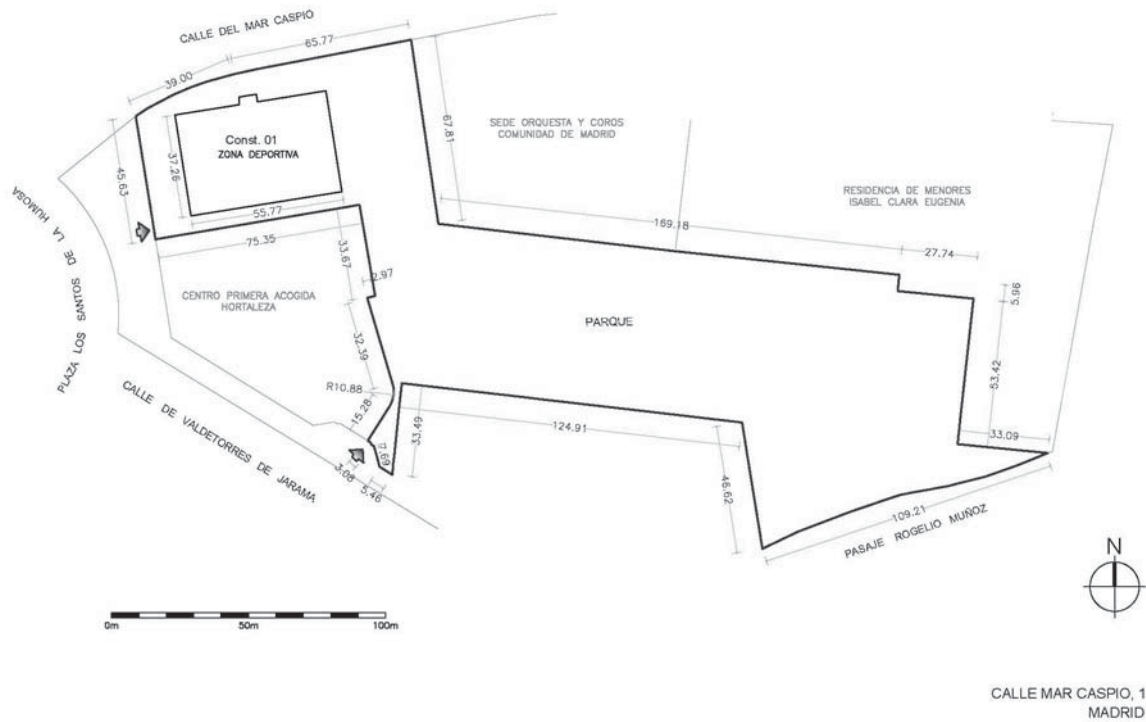 CALLE DEL MAR CASPIO
65.77
39.00
67.81
SEDE ORQUESTA Y COROS
COMUNIDAD DE MADRID
Const. 01
ZONA DEPORTIVA
37.26
45.63
55.77
75.35
RESIDENCIA DE MENORES
ISABEL CLARA EUGENIA
169.18
27.74
5.96
PLAZA LOS SANTOS DE LA HUMOSA
33.67
2.97
CENTRO PRIMERA ACOGIDA
HORTALEZA
PARQUE
32.39
53.42
R10.88
15.28
CALLE DE VALDETORRES DE JARAMA
33.49
124.91
33.09
7.69
3.08
5.46
46.62
109.21
PASAJE ROGELIO MUÑOZ
N
0m
50m
100m
CALLE MAR CASPIO, 1
MADRID